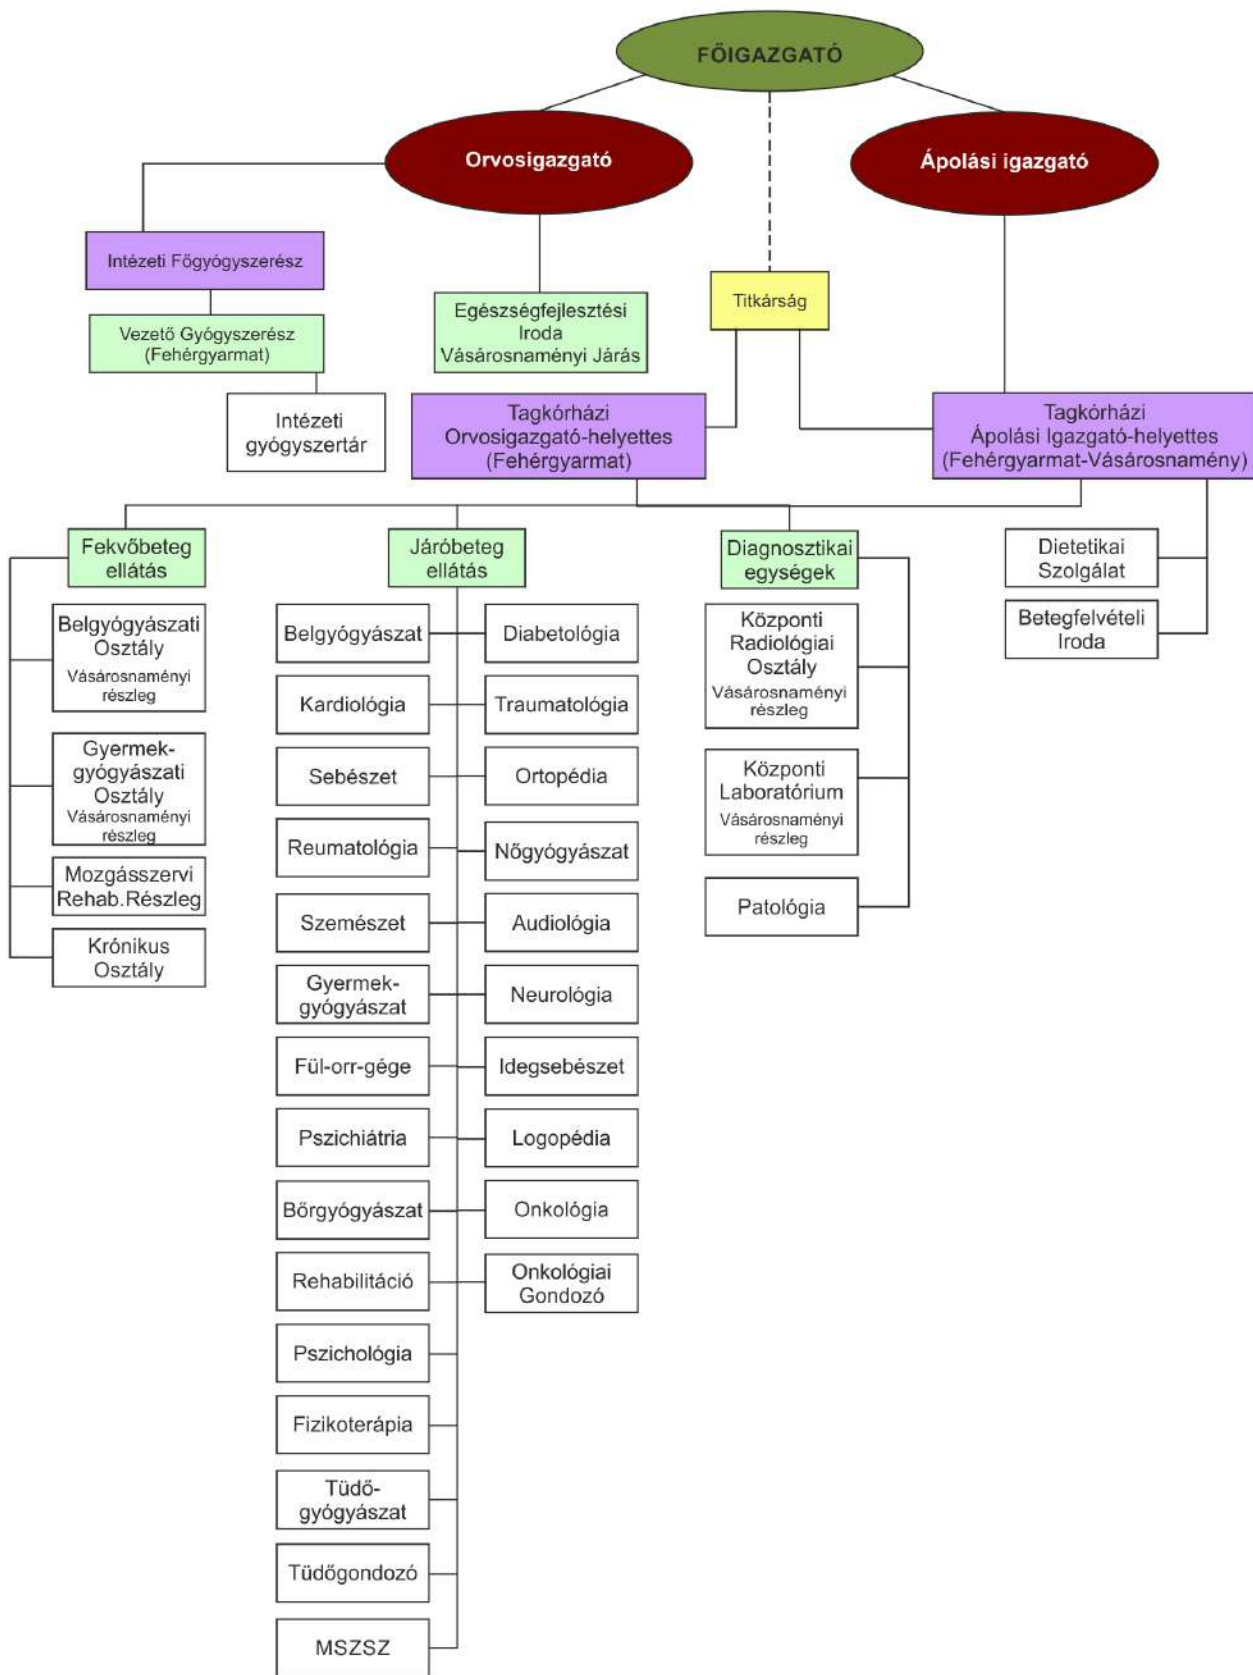 FŐIGAZGATÓ
Orvosigazgató
Ápolási igazgató
Intézeti Főgyógyszerész
Titkárság
Egészségfejlesztési
Iroda
Vásárosnaményi Járás
Vezető Gyógyszerész
(Fehérgyarmat)
Intézeti
gyógyszertár
Tagkórházi
Orvosigazgató-helyettes
(Fehérgyarmat)
Tagkórházi
Ápolási Igazgató-helyettes
(Fehérgyarmat-Vásárosnamény)
Fekvőbeteg
ellátás
Járóbeteg
ellátás
Diagnosztikai
egységek
Dietetikai
Szolgálat
Betegfelvételi
Iroda
Belgyógyászati
Osztály
Vásárosnaményi
részleg
Gyermek-
gyógyászati
Osztály
Vásárosnaményi
részleg
Mozgásszervi
Rehab.Részleg
Krónikus
Osztály
Belgyógyászat
Diabetológia
Kardiológia
Traumatológia
Sebészet
Ortopédia
Reumatológia
Nőgyógyászat
Szemészet
Audiológia
Gyermek-
gyógyászat
Neurológia
Fül-orr-gége
Idegsebészet
Pszichiátria
Logopédia
Bőrgyógyászat
Onkológia
Rehabilitáció
Onkológiai
Gondozó
Pszichológia
Fizikoterápia
Tüdő-
gyógyászat
Tüdőgondozó
MSZSZ
Központi
Radiológiai
Osztály
Vásárosnaményi
részleg
Központi
Laboratórium
Vásárosnaményi
részleg
Patológia